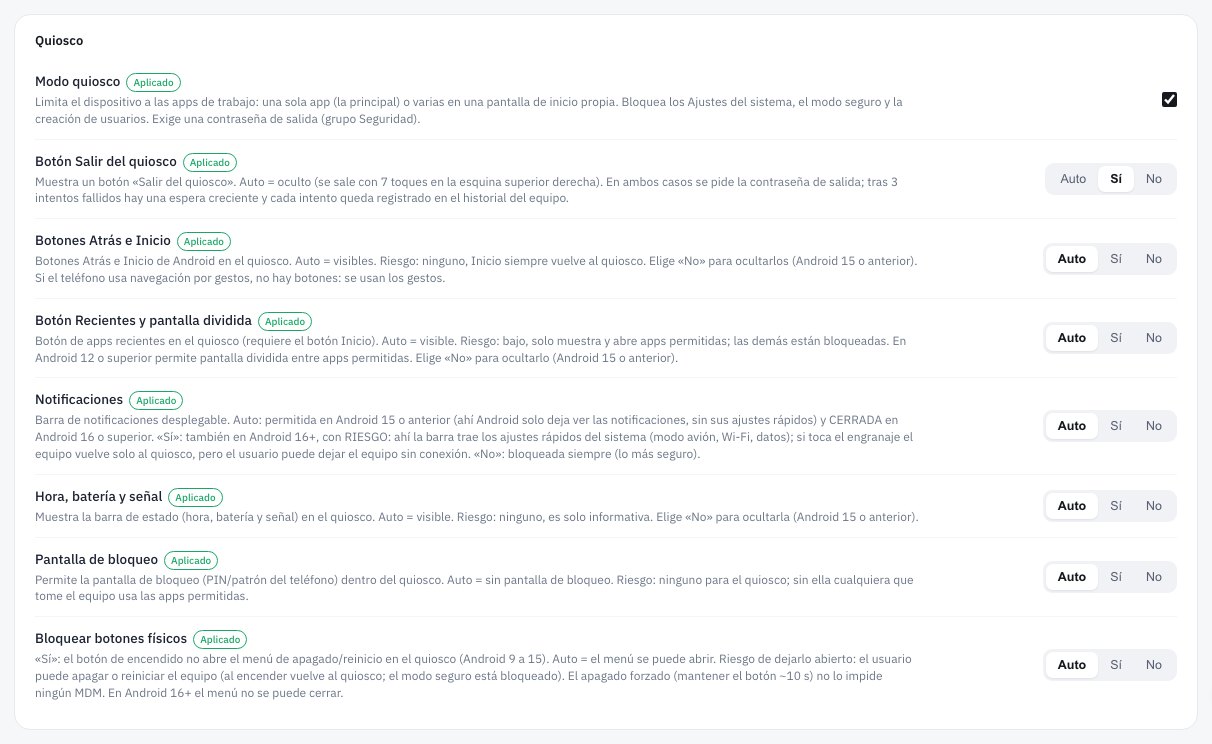 Quiosco
Modo quiosco Aplicado
Limita el dispositivo a las apps de trabajo: una sola app (la principal) o varias en una pantalla de inicio propia. Bloquea los Ajustes del sistema, el modo seguro y la
creación de usuarios. Exige una contraseña de salida (grupo Seguridad).
Botón Salir del quiosco Aplicado
Muestra un botón «Salir del quiosco». Auto = oculto (se sale con 7 toques en la esquina superior derecha). En ambos casos se pide la contraseña de salida; tras 3
intentos fallidos hay una espera creciente y cada intento queda registrado en el historial del equipo.
Auto Sí No
Botones Atrás e Inicio Aplicado
Botones Atrás e Inicio de Android en el quiosco. Auto = visibles. Riesgo: ninguno, Inicio siempre vuelve al quiosco. Elige «No» para ocultarlos (Android 15 o anterior).
Si el teléfono usa navegación por gestos, no hay botones: se usan los gestos.
Auto Sí No
Botón Recientes y pantalla dividida Aplicado
Botón de apps recientes en el quiosco (requiere el botón Inicio). Auto = visible. Riesgo: bajo, solo muestra y abre apps permitidas; las demás están bloqueadas. En
Android 12 o superior permite pantalla dividida entre apps permitidas. Elige «No» para ocultarlo (Android 15 o anterior).
Auto Sí No
Notificaciones Aplicado
Barra de notificaciones desplegable. Auto: permitida en Android 15 o anterior (ahí Android solo deja ver las notificaciones, sin sus ajustes rápidos) y CERRADA en
Android 16 o superior. «Sí»: también en Android 16+, con RIESGO: ahí la barra trae los ajustes rápidos del sistema (modo avión, Wi-Fi, datos); si toca el engranaje el
equipo vuelve solo al quiosco, pero el usuario puede dejar el equipo sin conexión. «No»: bloqueada siempre (lo más seguro).
Auto Sí No
Hora, batería y señal Aplicado
Muestra la barra de estado (hora, batería y señal) en el quiosco. Auto = visible. Riesgo: ninguno, es solo informativa. Elige «No» para ocultarla (Android 15 o anterior).
Auto Sí No
Pantalla de bloqueo Aplicado
Permite la pantalla de bloqueo (PIN/patrón del teléfono) dentro del quiosco. Auto = sin pantalla de bloqueo. Riesgo: ninguno para el quiosco; sin ella cualquiera que
tome el equipo usa las apps permitidas.
Auto Sí No
Bloquear botones físicos Aplicado
«Sí»: el botón de encendido no abre el menú de apagado/reinicio en el quiosco (Android 9 a 15). Auto = el menú se puede abrir. Riesgo de dejarlo abierto: el usuario
puede apagar o reiniciar el equipo (al encender vuelve al quiosco; el modo seguro está bloqueado). El apagado forzado (mantener el botón ~10 s) no lo impide
ningún MDM. En Android 16+ el menú no se puede cerrar.
Auto Sí No